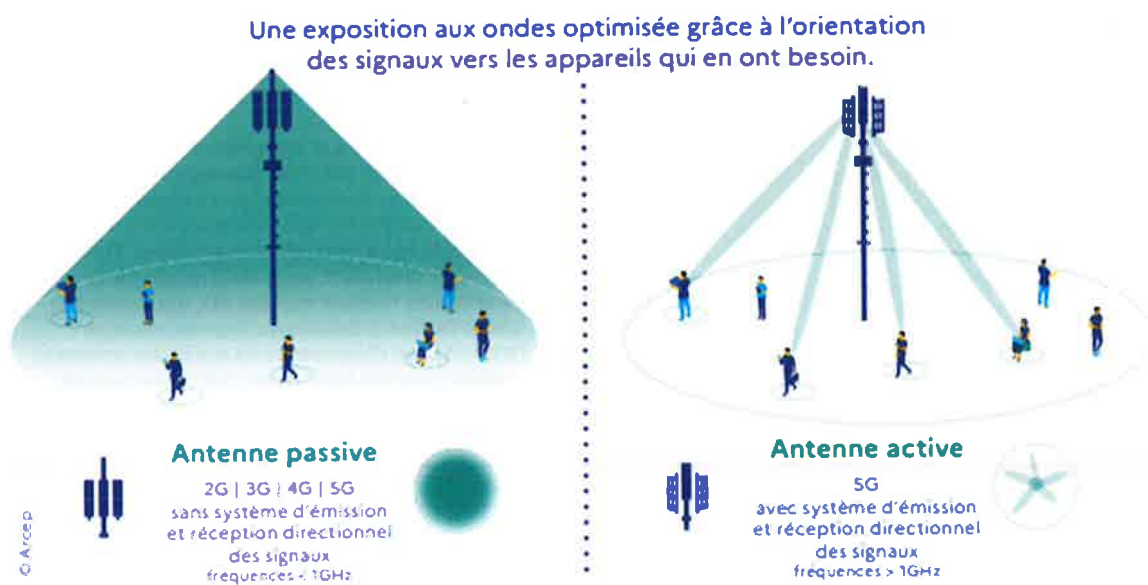 Une exposition aux ondes optimisée grâce à l'orientation
des signaux vers les appareils qui en ont besoin.
Antenne passive
2G | 3G | 4G | 5G
sans système d'émission
et réception directionnel
des signaux
fréquences < 1GHz
Antenne active
5G
avec système d'émission
et réception directionnel
des signaux
fréquences > 1GHz
© Arcep